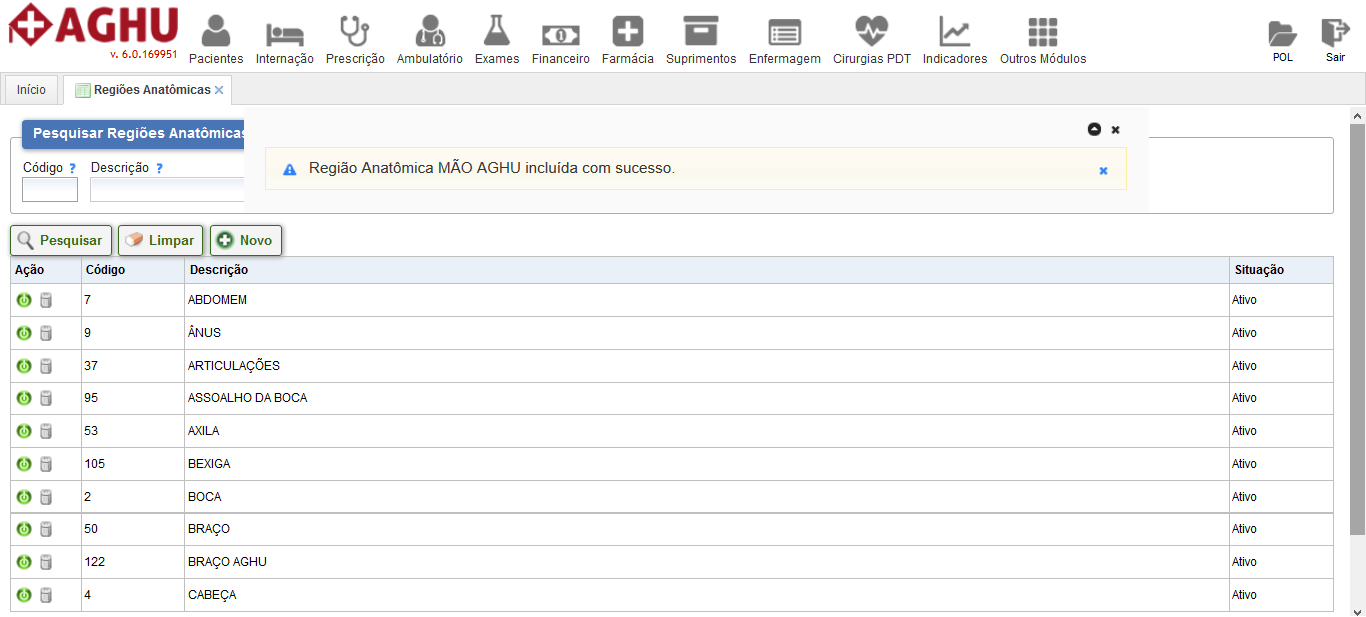 AGHU
v. 6.0.169951
Pacientes Internação Prescrição Ambulatório Exames Financeiro Farmácia Suprimentos Enfermagem Cirurgias PDT Indicadores Outros Módulos POL Sair
Início Regiões Anatômicas
Pesquisar Regiões Anatômicas
Região Anatômica MÃO AGHU incluída com sucesso.
Código ? Descrição ?
Pesquisar Limpar Novo
Ação Código Descrição Situação
7 ABDOMEM Ativo
9 ÂNUS Ativo
37 ARTICULAÇÕES Ativo
95 ASSOALHO DA BOCA Ativo
53 AXILA Ativo
105 BEXIGA Ativo
2 BOCA Ativo
50 BRAÇO Ativo
122 BRAÇO AGHU Ativo
4 CABEÇA Ativo